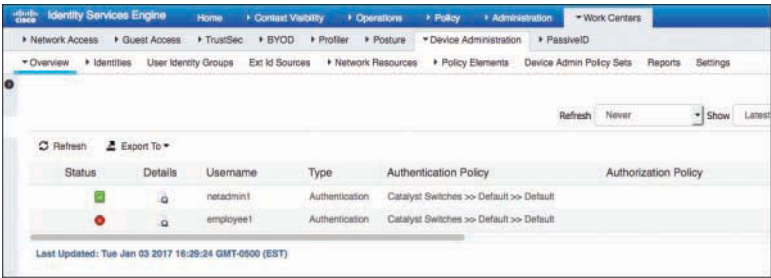 cisco Identity Services Engine Home Context Visibility Operations Policy Administration Work Centers
Network Access Guest Access TrustSec BYOD Profiler Posture Device Administration PassiveID
Overview Identities User Identity Groups Ext Id Sources Network Resources Policy Elements Device Admin Policy Sets Reports Settings
Refresh Never Show Latest
Refresh Export To
Status Details Username Type Authentication Policy Authorization Policy
netadmin1 Authentication Catalyst Switches >> Default >> Default
employee1 Authentication Catalyst Switches >> Default >> Default
Last Updated: Tue Jan 03 2017 16:29:24 GMT-0500 (EST)